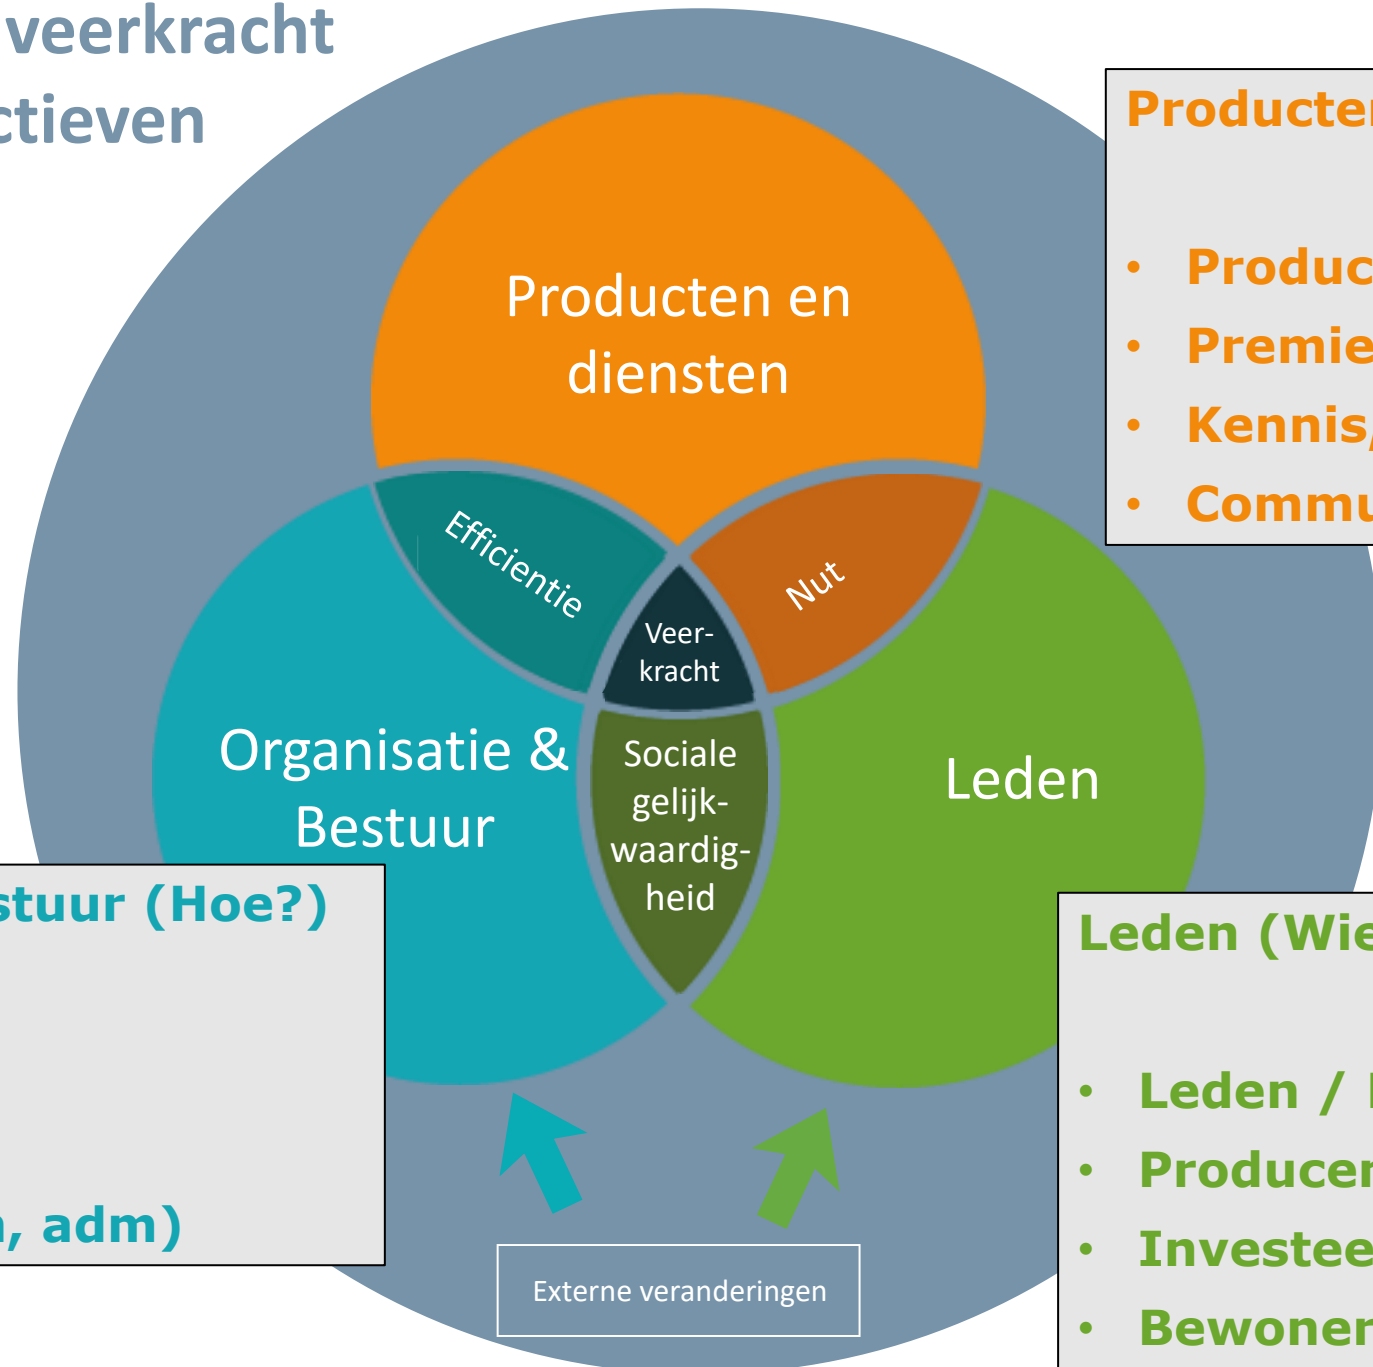 veerkracht
ctieven
Producten en
diensten
Efficientie
Nut
Veer-
kracht
Organisatie &
Bestuur
Sociale
gelijk-
waardig-
heid
Leden
Producten
• Produc
• Premie
• Kennis,
• Commu
stuur (Hoe?)
, adm)
Leden (Wie
• Leden /
• Producen
• Investee
• Bewoner
Externe veranderingen